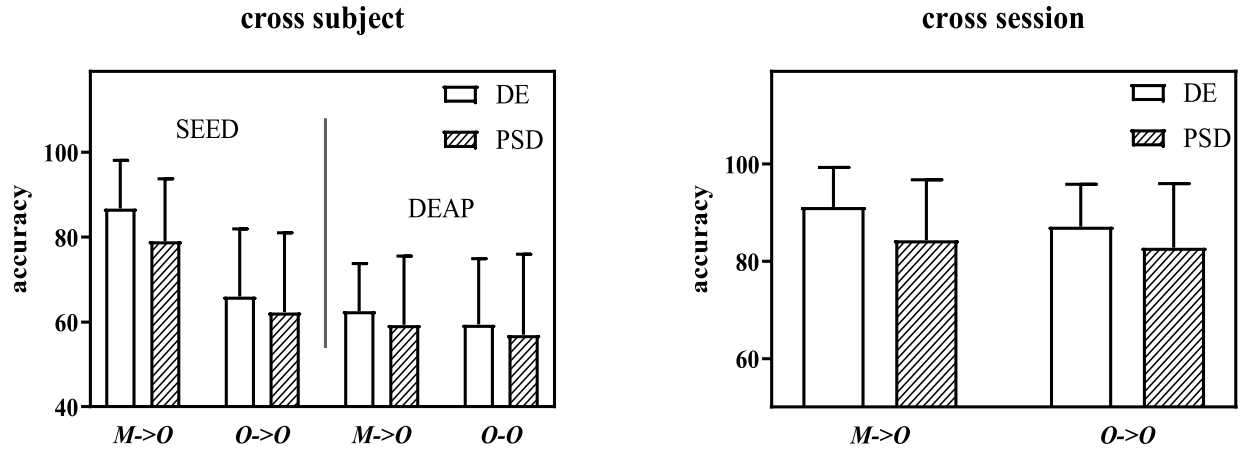 cross subject
accuracy
100
80
60
40
SEED
DEAP
DE
PSD
M->O
O->O
M->O
O-O
cross session
accuracy
100
80
60
DE
PSD
M->O
O->O